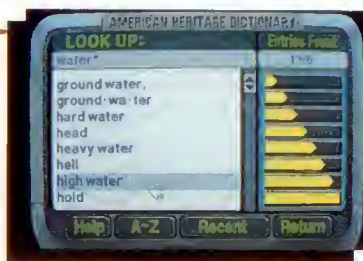 AMERICAN HERITAGE DICTIONARY
LOOK UP:
Entries Found
water*
ground water,
ground·wa·ter
hard water
head
heavy water
hell
high water
hold
Help
A-Z
Recent
Return